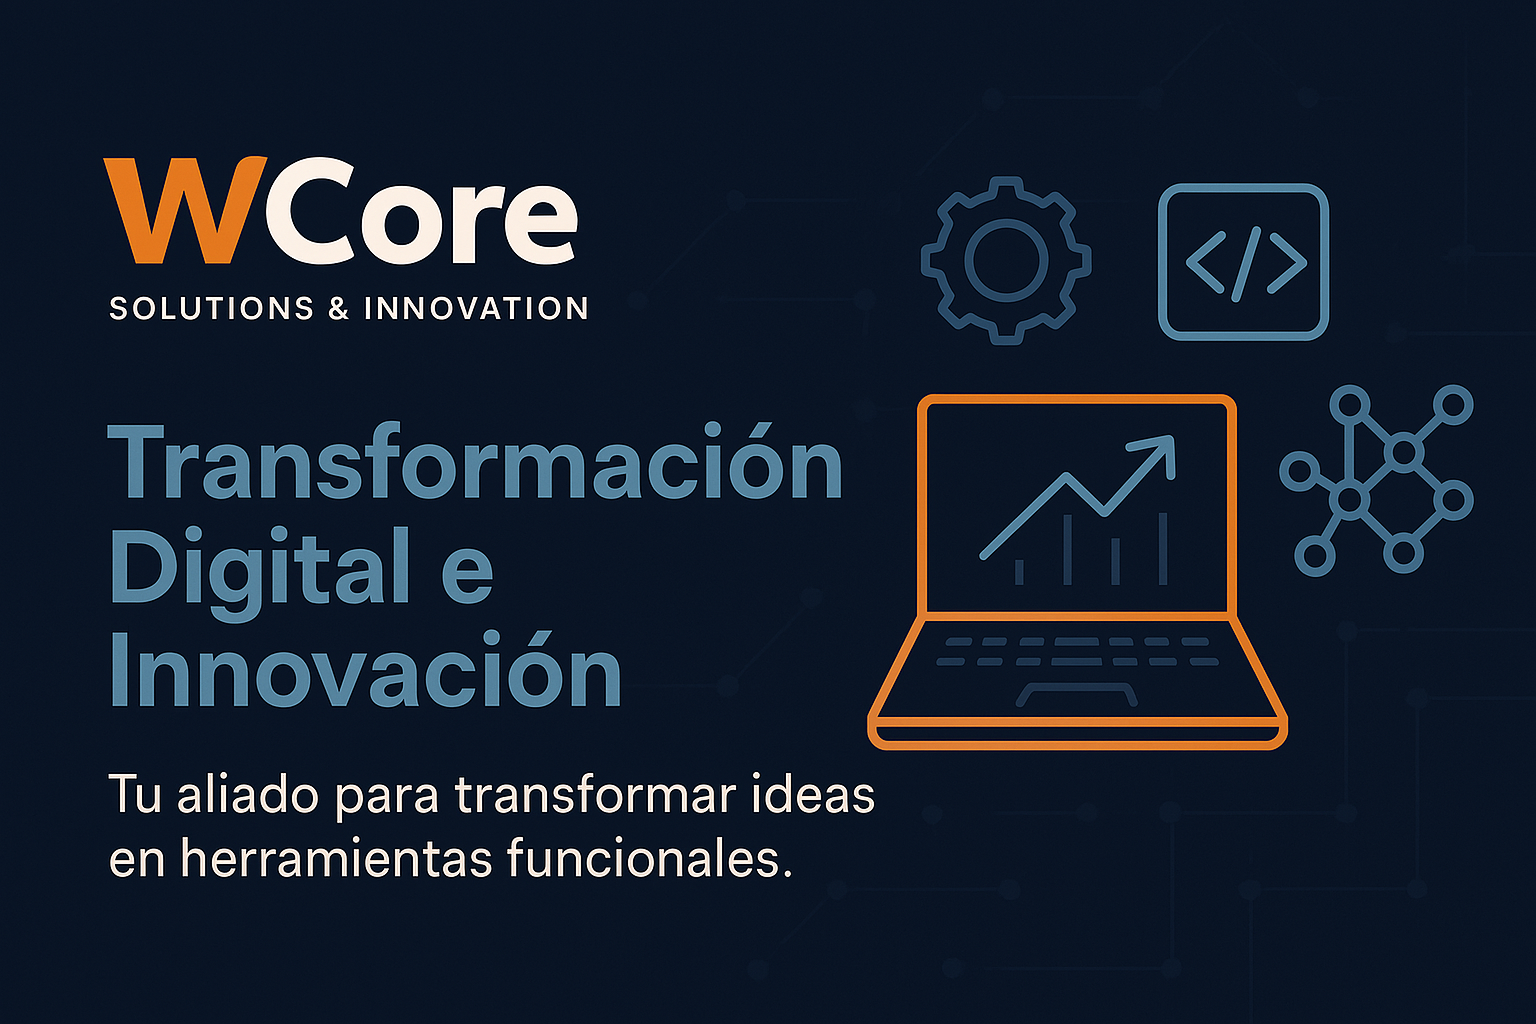 WCore
SOLUTIONS & INNOVATION
Transformación
Digital e
Innovación
Tu aliado para transformar ideas
en herramientas funcionales.
</>